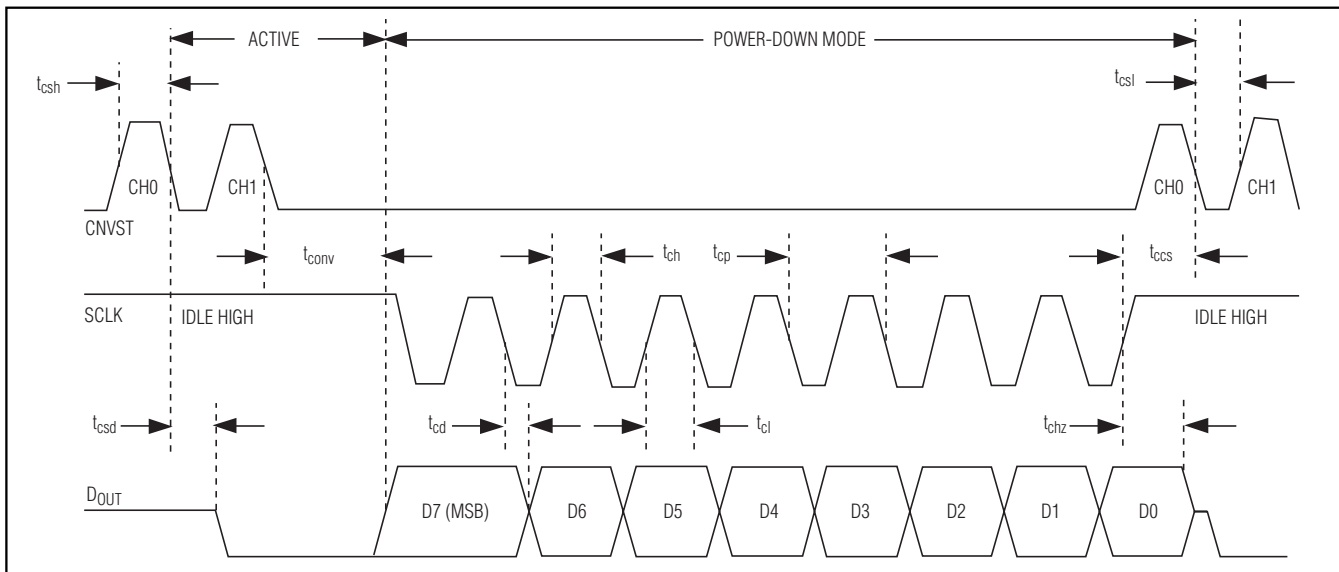 ACTIVE POWER-DOWN MODE
tcsh tcsl
CH0 CH1 CH0 CH1
CNVST
tconv tch tcp tccs
SCLK IDLE HIGH IDLE HIGH
tcsd tcd tcl tchz
DOUT
D7 (MSB) D6 D5 D4 D3 D2 D1 D0